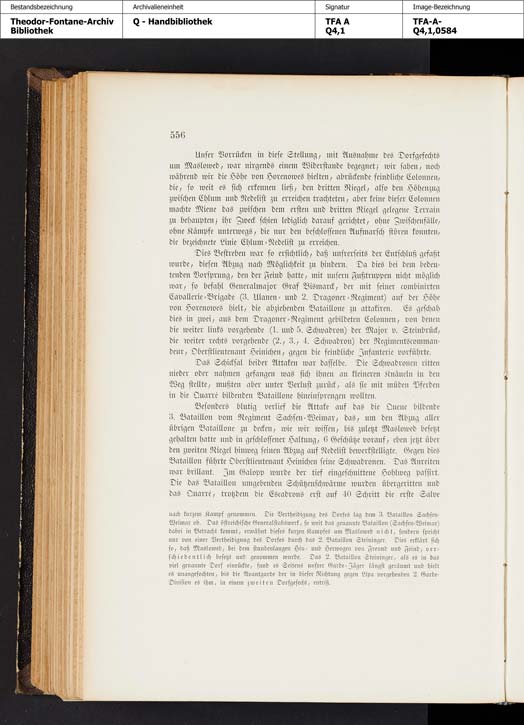 Bestandsbezeichnung
Archivalieneinheit
Signatur
Image-Bezeichnung
Theodor-Fontane-Archiv
Bibliothek
Q - Handbibliothek
TFA A
Q4,1
TFA-A-
Q4,1,0584
556
Unser Vorrücken in diese Stellung, mit Ausnahme des Dorfgefechts
um Maslowed, war nirgends einem Widerstande begegnet; wir sahen, noch
während wir die Höhe von Horenowes hielten, abrückende feindliche Colonnen,
die, so weit es sich erkennen ließ, den dritten Riegel, also den Höhenzug
zwischen Chlum und Nedelist zu erreichen trachteten, aber keine dieser Colonnen
machte Miene das zwischen dem ersten und dritten Riegel gelegene Terrain
zu behaupten; ihr Zweck schien lediglich darauf gerichtet, ohne Zwischenfälle,
ohne Kämpfe unterwegs, die nur den beschlossenen Aufmarsch stören konnten,
die bezeichnete Linie Chlum-Nedelist zu erreichen.
Dies Bestreben war so ersichtlich, daß unsrerseits der Entschluß gefaßt
wurde, diesen Abzug nach Möglichkeit zu hindern. Da dies bei dem bedeu-
tenden Vorsprung, den der Feind hatte, mit unsern Fußtruppen nicht möglich
war, so befahl Generalmajor Graf Bismarck, der mit seiner combinirten
Cavallerie-Brigade (3. Ulanen- und 2. Dragoner-Regiment) auf der Höhe
von Horenowes hielt, die abziehenden Bataillone zu attakiren. Es geschah
dies in zwei, aus dem Dragoner-Regiment gebildeten Colonnen, von denen
die weiter links vorgehende (1. und 5. Schwadron) der Major v. Steinbrück,
die weiter rechts vorgehende (2., 3., 4. Schwadron) der Regimentscomman-
deur, Oberstlieutenant Heinichen, gegen die feindliche Infanterie vorführte.
Das Schicksal beider Attaken war dasselbe. Die Schwadronen ritten
nieder oder nahmen gefangen was sich ihnen an kleineren Knäueln in den
Weg stellte, mußten aber unter Verlust zurück, als sie mit müden Pferden
in die Quarré bildenden Bataillone hineinsprengen wollten.
Besonders blutig verlief die Attake auf das die Queue bildende
3. Bataillon vom Regiment Sachsen-Weimar, das, um den Abzug aller
übrigen Bataillone zu decken, wie wir wissen, bis zuletzt Maslowed besetzt
gehalten hatte und in geschlossener Haltung, 6 Geschütze vorauf, eben jetzt über
den zweiten Riegel hinweg seinen Abzug auf Nedelist bewerkstelligte. Gegen dies
Bataillon führte Oberstlieutenant Heinichen seine Schwadronen. Das Anreiten
war brillant. Im Galopp wurde der tief eingeschnittene Hohlweg passirt.
Die das Bataillon umgebenden Schützenschwärme wurden übergeritten und
das Quarré, trotzdem die Escadrons erst auf 40 Schritt die erste Salve
nach kurzem Kampf genommen. Die Vertheidigung des Dorfes lag dem 3. Bataillon Sachsen-
Weimar ob. Das östreichische Generalstabswerk, so weit das genannte Bataillon (Sachsen-Weimar)
dabei in Betracht kommt, erwähnt dieses kurzen Kampfes um Maslowed nicht, sondern spricht
nur von einer Vertheidigung des Dorfes durch das 2. Bataillon Steininger. Dies erklärt sich
so, daß Maslowed, bei dem stundenlangen Hin- und Herwogen von Freund und Feind, ver-
schiedentlich besetzt und genommen wurde. Das 2. Bataillon Steininger, als es in das
viel genannte Dorf einrückte, fand es Seitens unsrer Garde-Jäger längst geräumt und hielt
es unangefochten, bis die Avantgarde der in dieser Richtung gegen Lipa vorgehenden 2. Garde-
Division es ihm, in einem zweiten Dorfgefecht, entriß.